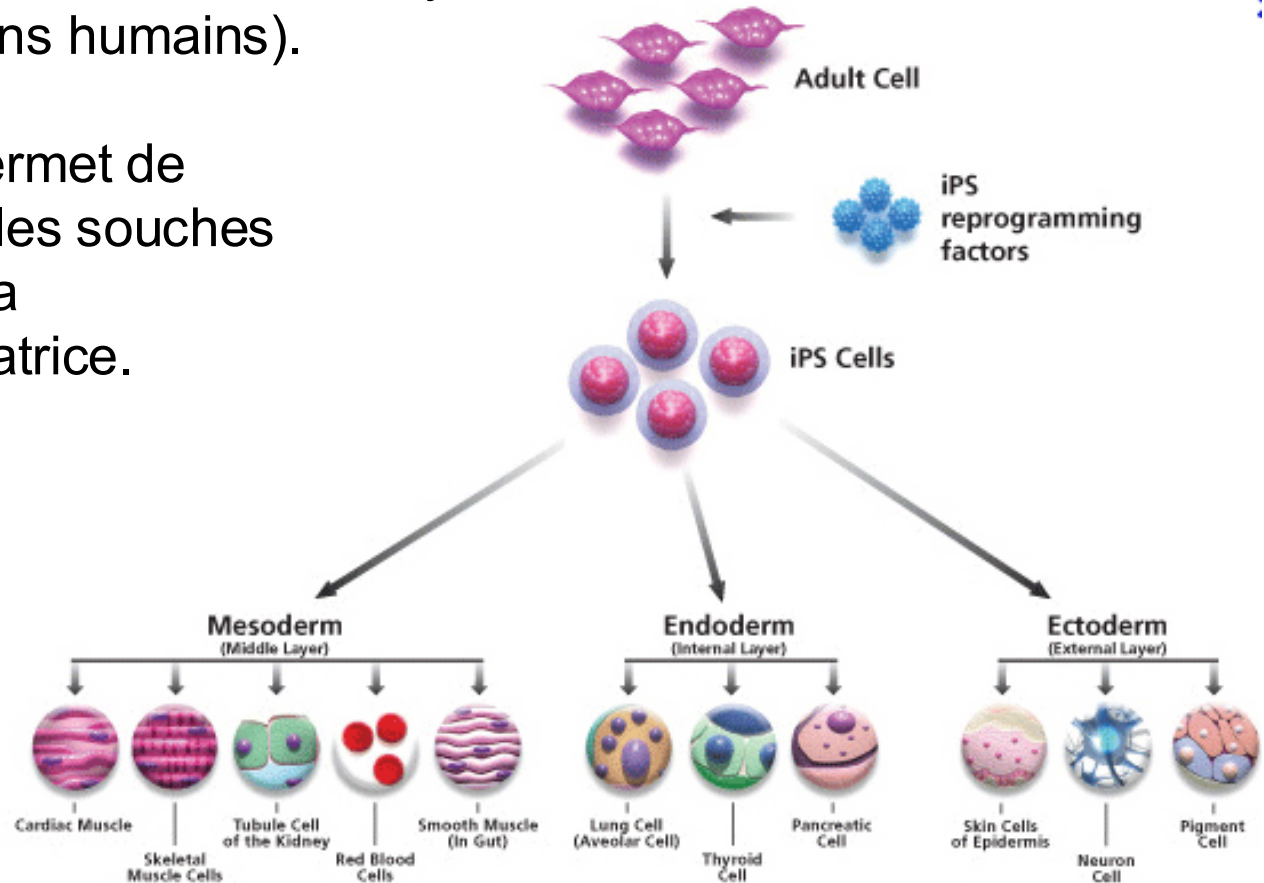 ns humains).
ermet de
les souches
a
atrice.
Adult Cell
iPS
reprogramming
factors
iPS Cells
Mesoderm
(Middle Layer)
Endoderm
(Internal Layer)
Ectoderm
(External Layer)
Cardiac Muscle
Skeletal
Muscle Cells
Tubule Cell
of the Kidney
Red Blood
Cells
Smooth Muscle
(In Gut)
Lung Cell
(Aveolar Cell)
Thyroid
Cell
Pancreatic
Cell
Skin Cells
of Epidermis
Neuron
Cell
Pigment
Cell